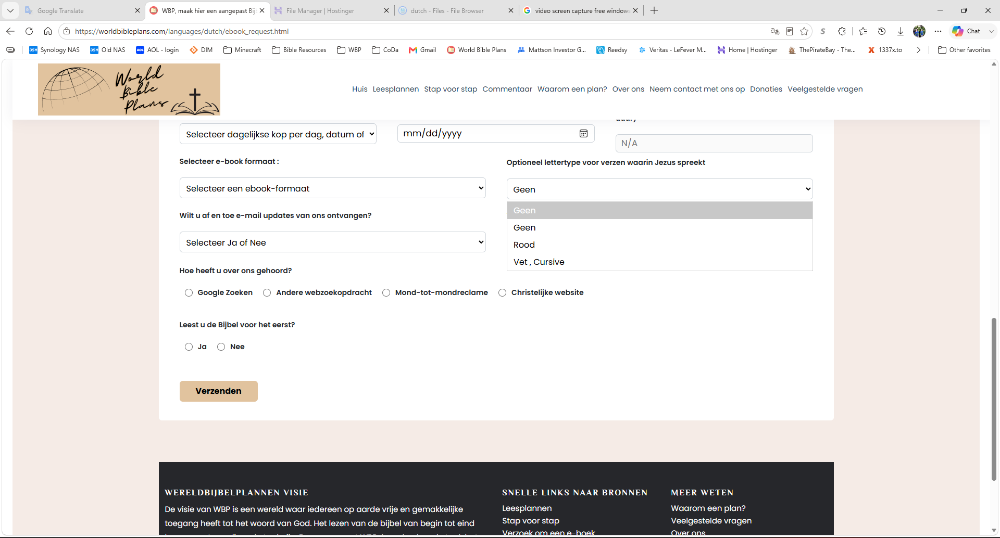 Google Translate
WBP, maak hier een aangepast Bij
File Manager | Hostinger
dutch - Files - File Browser
video screen capture free windows
https://worldbibleplans.com/languages/dutch/ebook_request.html
Chat
Synology NAS
Old NAS
AOL - login
DIM
Minecraft
Bible Resources
WBP
CoDa
Gmail
World Bible Plans
Mattson Investor G...
Reedsy
Veritas - LeFever M...
Home | Hostinger
ThePirateBay - The...
1337x.to
Other favorites
World
Bible
Plans
Huis Leesplannen Stap voor stap Commentaar Waarom een plan? Over ons Neem contact met ons op Donaties Veelgestelde vragen
Selecteer dagelijkse kop per dag, datum of
mm/dd/yyyy
N/A
Selecteer e-book formaat :
Optioneel lettertype voor verzen waarin Jezus spreekt
Selecteer een ebook-formaat
Geen
Geen
Geen
Rood
Vet , Cursive
Wilt u af en toe e-mail updates van ons ontvangen?
Selecteer Ja of Nee
Hoe heeft u over ons gehoord?
Google Zoeken Andere webzoekopdracht Mond-tot-mondreclame Christelijke website
Leest u de Bijbel voor het eerst?
Ja Nee
Verzenden
WERELDBIJBELPLANNEN VISIE
De visie van WBP is een wereld waar iedereen op aarde vrije en gemakkelijke
toegang heeft tot het woord van God. Het lezen van de bijbel van begin tot eind
SNELLE LINKS NAAR BRONNEN
Leesplannen
Stap voor stap
Verzoek om een e-boek
MEER WETEN
Waarom een plan?
Veelgestelde vragen
Over ons